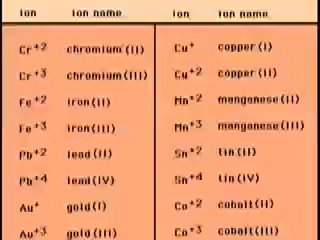 ion ion name ion ion name
Cr+2 chromium (II) Cu+ copper (I)
Cr+3 chromium (III) Cu+2 copper (II)
Fe+2 iron (II) Mn+2 manganese (II)
Fe+3 iron (III) Mn+3 manganese (III)
Pb+2 lead (II) Sn+2 tin (II)
Pb+4 lead (IV) Sn+4 tin (IV)
Au+ gold (I) Co+2 cobalt (II)
Au+3 gold (III) Co+3 cobalt (III)